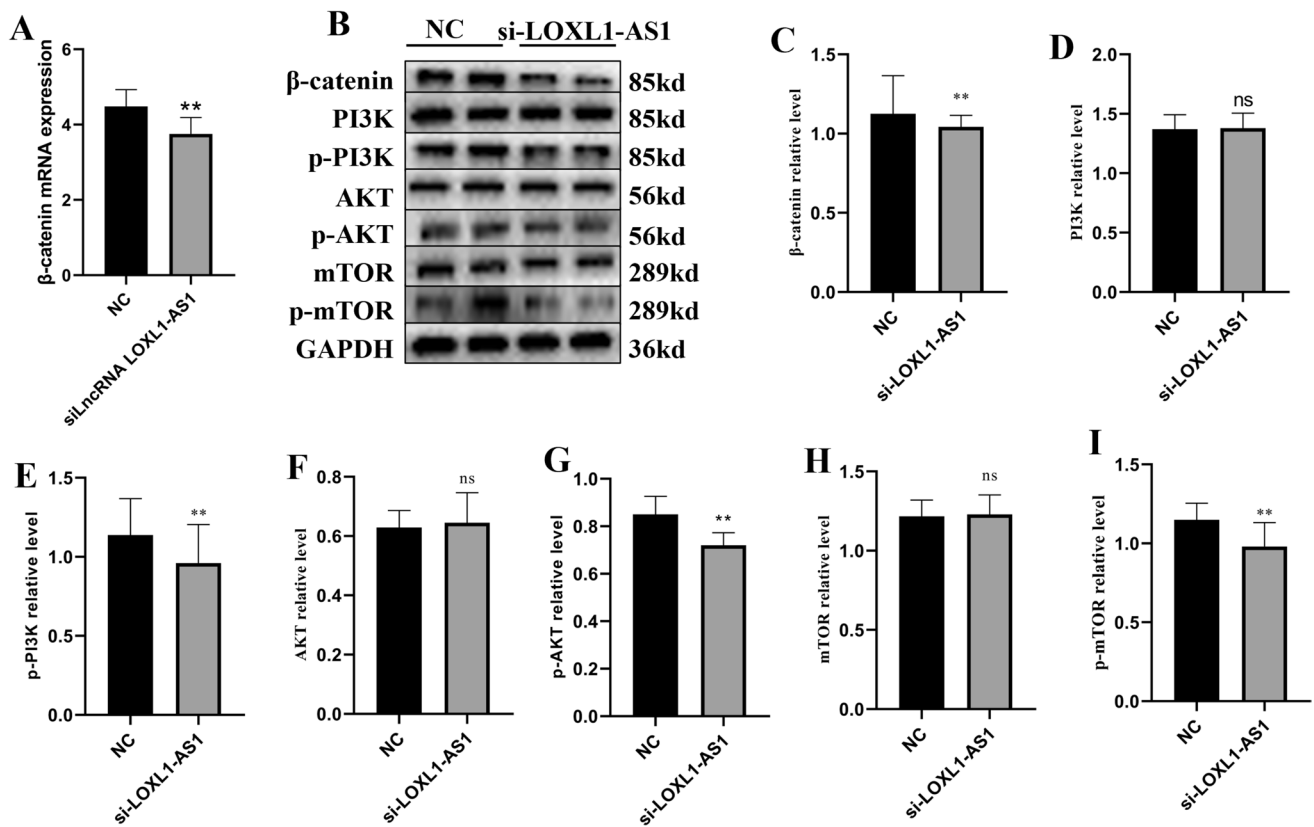 A
β-catenin mRNA expression
6
4
2
0
**
NC
siLncRNA LOXL1-AS1
B
NC si-LOXL1-AS1
β-catenin 85kd
PI3K 85kd
p-PI3K 85kd
AKT 56kd
p-AKT 56kd
mTOR 289kd
p-mTOR 289kd
GAPDH 36kd
C
β-catenin relative level
1.5
1.0
0.5
0.0
**
NC
si-LOXL1-AS1
D
PI3K relative level
2.0
1.5
1.0
0.5
0.0
ns
NC
si-LOXL1-AS1
E
p-PI3K relative level
1.5
1.0
0.5
0.0
**
NC
si-LOXL1-AS1
F
AKT relative level
0.8
0.6
0.4
0.2
0.0
ns
NC
si-LOXL1-AS1
G
p-AKT relative level
1.0
0.8
0.6
0.4
0.2
0.0
**
NC
si-LOXL1-AS1
H
mTOR relative level
1.5
1.0
0.5
0.0
ns
NC
si-LOXL1-AS1
I
p-mTOR relative level
1.5
1.0
0.5
0.0
**
NC
si-LOXL1-AS1